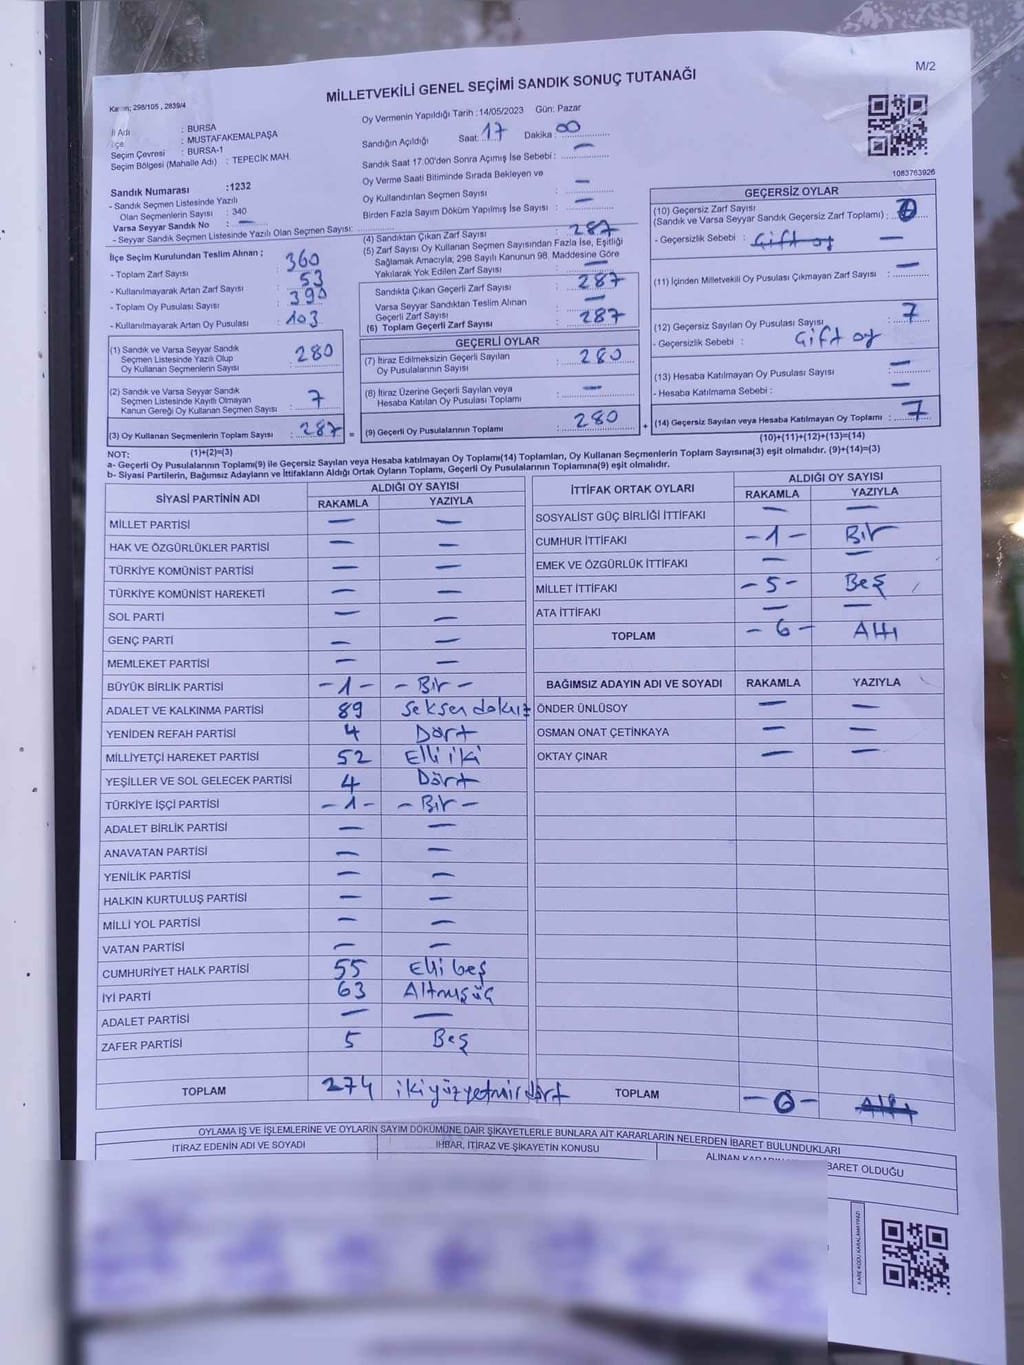 M/2
MİLLETVEKİLİ GENEL SEÇİMİ SANDIK SONUÇ TUTANAĞI
Kanun; 298/105 , 2839/4
İl Adı : BURSA
İlçe : MUSTAFAKEMALPAŞA
Seçim Çevresi : BURSA-1
Seçim Bölgesi (Mahalle Adı) : TEPECİK MAH.
Sandık Numarası :1232
- Sandık Seçmen Listesinde Yazılı
Olan Seçmenlerin Sayısı : 340
Varsa Seyyar Sandık No : —
- Seyyar Sandık Seçmen Listesinde Yazılı Olan Seçmen Sayısı:
Oy Vermenin Yapıldığı Tarih : 14/05/2023 Gün: Pazar
Sandığın Açıldığı Saat: 17 Dakika : 00
Sandık Saat 17.00'den Sonra Açılmış İse Sebebi : —
Oy Verme Saati Bitiminde Sırada Bekleyen ve
Oy Kullandırılan Seçmen Sayısı : —
Birden Fazla Sayım Döküm Yapılmış İse Sayısı : —
1083763926
İlçe Seçim Kurulundan Teslim Alınan ;
- Toplam Zarf Sayısı : 360
- Kullanılmayarak Artan Zarf Sayısı : 53
- Toplam Oy Pusulası Sayısı : 390
- Kullanılmayarak Artan Oy Pusulası : 103
(1) Sandık ve Varsa Seyyar Sandık
Seçmen Listesinde Yazılı Olup
Oy Kullanan Seçmenlerin Sayısı : 280
(2) Sandık ve Varsa Seyyar Sandık
Seçmen Listesinde Kayıtlı Olmayan
Kanun Gereği Oy Kullanan Seçmen Sayısı : 7
(3) Oy Kullanan Seçmenlerin Toplam Sayısı : 287
(4) Sandıktan Çıkan Zarf Sayısı : 287
(5) Zarf Sayısı Oy Kullanan Seçmen Sayısından Fazla İse, Eşitliği
Sağlamak Amacıyla, 298 Sayılı Kanunun 98. Maddesine Göre
Yakılarak Yok Edilen Zarf Sayısı : —
Sandıkta Çıkan Geçerli Zarf Sayısı : 287
Varsa Seyyar Sandıktan Teslim Alınan
Geçerli Zarf Sayısı : —
(6) Toplam Geçerli Zarf Sayısı : 287
GEÇERLİ OYLAR
(7) İtiraz Edilmeksizin Geçerli Sayılan
Oy Pusulalarının Sayısı : 280
(8) İtiraz Üzerine Geçerli Sayılan veya
Hesaba Katılan Oy Pusulası Toplamı : —
(9) Geçerli Oy Pusulalarının Toplamı : 280
GEÇERSİZ OYLAR
(10) Geçersiz Zarf Sayısı
(Sandık ve Varsa Seyyar Sandık Geçersiz Zarf Toplamı) : 0
- Geçersizlik Sebebi : Çift oy —
(11) İçinden Milletvekili Oy Pusulası Çıkmayan Zarf Sayısı : —
(12) Geçersiz Sayılan Oy Pusulası Sayısı : 7
- Geçersizlik Sebebi : Çift oy
(13) Hesaba Katılmayan Oy Pusulası Sayısı : —
- Hesaba Katılmama Sebebi : —
(14) Geçersiz Sayılan veya Hesaba Katılmayan Oy Toplamı : 7
NOT: (1)+(2)=(3)
(10)+(11)+(12)+(13)=(14)
a- Geçerli Oy Pusulalarının Toplamı(9) ile Geçersiz Sayılan veya Hesaba katılmayan Oy Toplamı(14) Toplamları, Oy Kullanan Seçmenlerin Toplam Sayısına(3) eşit olmalıdır. (9)+(14)=(3)
b- Siyasi Partilerin, Bağımsız Adayların ve İttifakların Aldığı Ortak Oyların Toplamı, Geçerli Oy Pusulalarının Toplamına(9) eşit olmalıdır.
SİYASİ PARTİNİN ADI ALDIĞI OY SAYISI
RAKAMLA YAZIYLA
MİLLET PARTİSİ — —
HAK VE ÖZGÜRLÜKLER PARTİSİ — —
TÜRKİYE KOMÜNİST PARTİSİ — —
TÜRKİYE KOMÜNİST HAREKETİ — —
SOL PARTİ — —
GENÇ PARTİ — —
MEMLEKET PARTİSİ — —
BÜYÜK BİRLİK PARTİSİ -1- - Bir -
ADALET VE KALKINMA PARTİSİ 89 Seksen dokuz
YENİDEN REFAH PARTİSİ 4 Dört
MİLLİYETÇİ HAREKET PARTİSİ 52 Elli iki
YEŞİLLER VE SOL GELECEK PARTİSİ 4 Dört
TÜRKİYE İŞÇİ PARTİSİ -1- - Bir -
ADALET BİRLİK PARTİSİ — —
ANAVATAN PARTİSİ — —
YENİLİK PARTİSİ — —
HALKIN KURTULUŞ PARTİSİ — —
MİLLİ YOL PARTİSİ — —
VATAN PARTİSİ — —
CUMHURİYET HALK PARTİSİ 55 Elli beş
İYİ PARTİ 63 Altmışüç
ADALET PARTİSİ — —
ZAFER PARTİSİ 5 Beş
TOPLAM 274 ikiyüzyetmişdört
İTTİFAK ORTAK OYLARI ALDIĞI OY SAYISI
RAKAMLA YAZIYLA
SOSYALİST GÜÇ BİRLİĞİ İTTİFAKI — —
CUMHUR İTTİFAKI -1- Bir
EMEK VE ÖZGÜRLÜK İTTİFAKI — —
MİLLET İTTİFAKI -5- Beş
ATA İTTİFAKI — —
TOPLAM -6- Altı
BAĞIMSIZ ADAYIN ADI VE SOYADI RAKAMLA YAZIYLA
ÖNDER ÜNLÜSOY — —
OSMAN ONAT ÇETİNKAYA — —
OKTAY ÇINAR — —
TOPLAM -0- Altı
OYLAMA İŞ VE İŞLEMLERİNE VE OYLARIN SAYIM DÖKÜMÜNE DAİR ŞİKAYETLERLE BUNLARA AİT KARARLARIN NELERDEN İBARET BULUNDUKLARI
İTİRAZ EDENİN ADI VE SOYADI
İHBAR, İTİRAZ VE ŞİKAYETİN KONUSU
ALINAN BARET OLDUĞU
KARE KODU KARALAMAYINIZ!